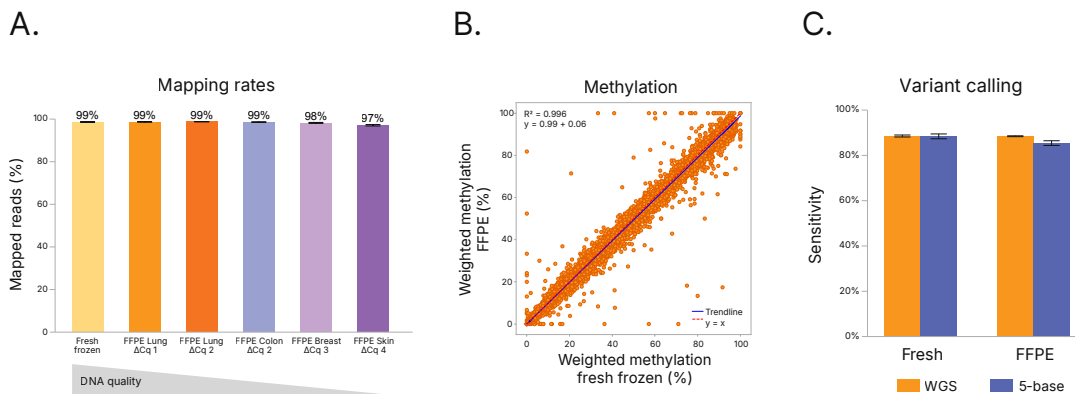 A.
B.
C.
Mapping rates
Mapped reads (%)
100
80
60
40
20
0
99%
99%
99%
99%
98%
97%
Fresh
frozen
FFPE Lung
ΔCq 1
FFPE Lung
ΔCq 2
FFPE Colon
ΔCq 2
FFPE Breast
ΔCq 3
FFPE Skin
ΔCq 4
DNA quality
Methylation
Weighted methylation
FFPE (%)
R² = 0.996
y = 0.99 + 0.06
100
80
60
40
20
0
Trendline
y = x
0
20
40
60
80
100
Weighted methylation
fresh frozen (%)
Variant calling
Sensitivity
100%
80%
60%
40%
20%
0%
Fresh
FFPE
WGS
5-base